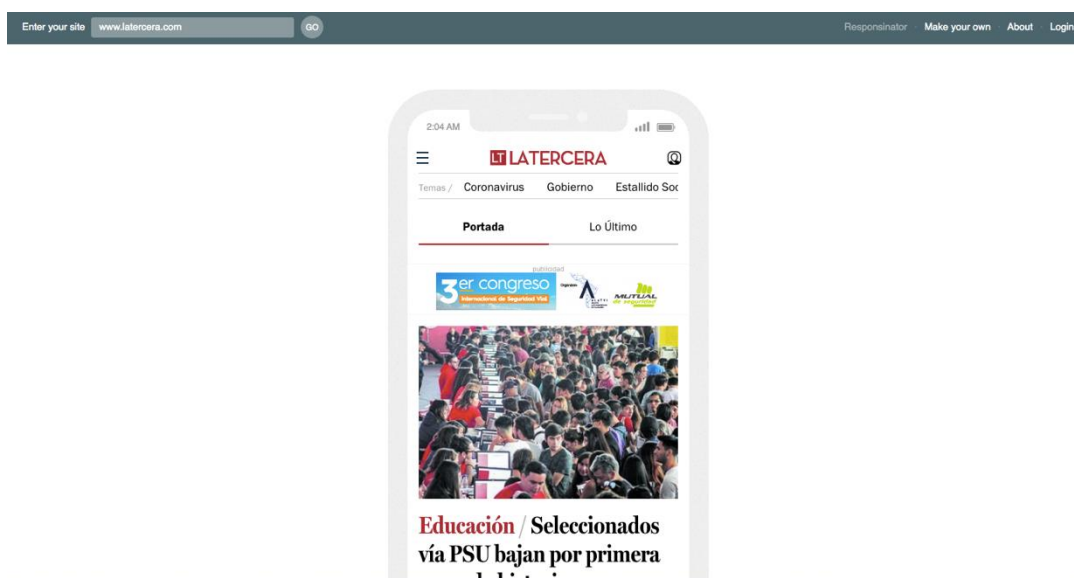 Enter your site www.latercera.com GO Responsinator · Make your own · About · Login
2:04 AM
LT LATERCERA
Temas / Coronavirus Gobierno Estallido Soc
Portada Lo Último
publicidad
3er congreso
Internacional de Seguridad Vial
MUTUAL
de seguridad
Educación / Seleccionados
vía PSU bajan por primera